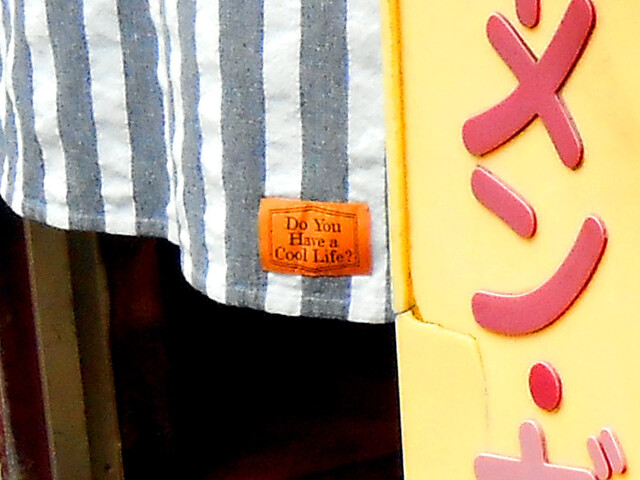 Do You
Have a
Cool Life?
メン・